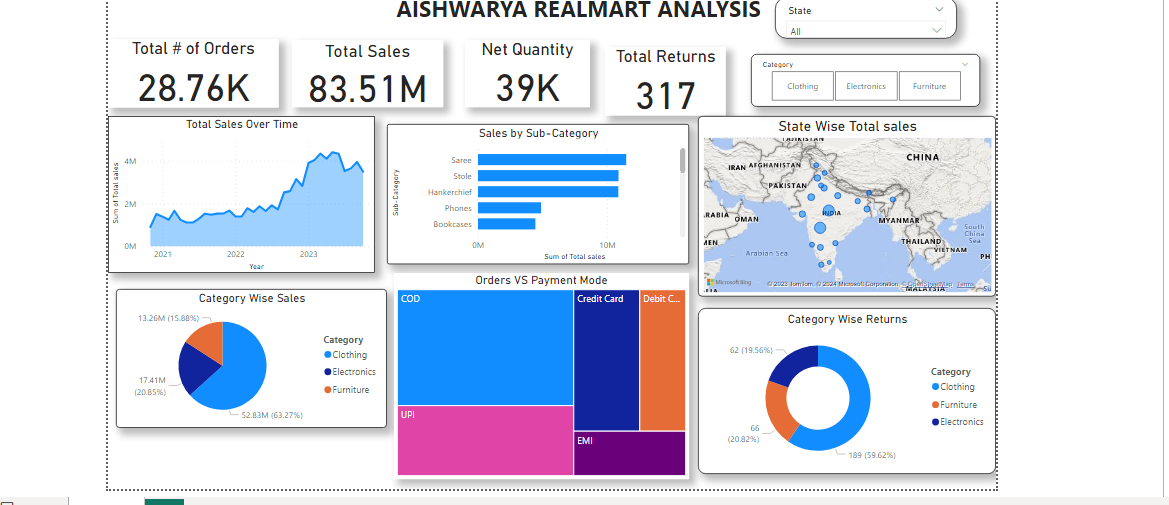 AISHWARYA REALMART ANALYSIS
State
All
Total # of Orders
28.76K
Total Sales
83.51M
Net Quantity
39K
Total Returns
317
Category
Clothing
Electronics
Furniture
Total Sales Over Time
Sum of Total sales
4M
2M
0M
2021
2022
2023
Year
Sales by Sub-Category
Sub-Category
Saree
Stole
Hankerchief
Phones
Bookcases
0M
10M
Sum of Total sales
State Wise Total sales
TAJIKISTAN
CHINA
IRAN
AFGHANISTAN
PAKISTAN
ARABIA
OMAN
INDIA
MYANMAR
South
China
Sea
MEN
THAILAND
VIETNAM
PH
Arabian Sea
Microsoft Bing
© 2023 TomTom, © 2024 Microsoft Corporation, © OpenStreetMap
Terms
MALAYSIA
Category Wise Sales
13.26M (15.88%)
17.41M
(20.85%)
52.83M (63.27%)
Category
Clothing
Electronics
Furniture
Orders VS Payment Mode
COD
Credit Card
Debit C...
UPI
EMI
Category Wise Returns
62 (19.56%)
66
(20.82%)
189 (59.62%)
Category
Clothing
Furniture
Electronics